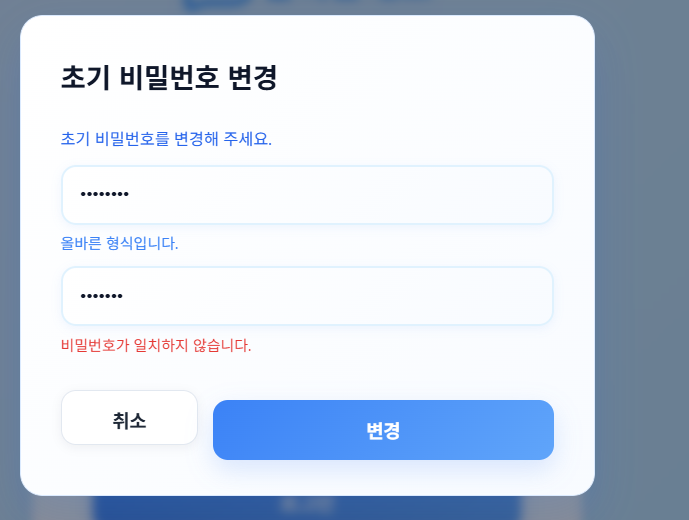 초기 비밀번호 변경
초기 비밀번호를 변경해 주세요.
••••••••
올바른 형식입니다.
•••••••
비밀번호가 일치하지 않습니다.
취소
변경